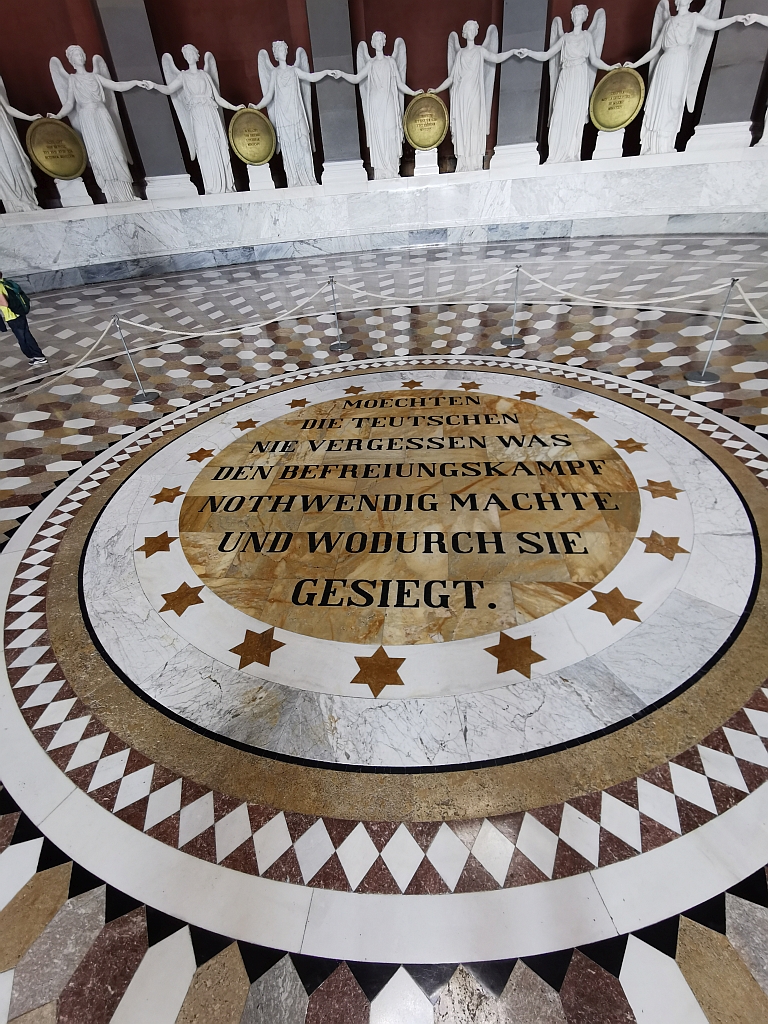 MOECHTEN
DIE TEUTSCHEN
NIE VERGESSEN WAS
DEN BEFREIUNGSKAMPF
NOTHWENDIG MACHTE
UND WODURCH SIE
GESIEGT.